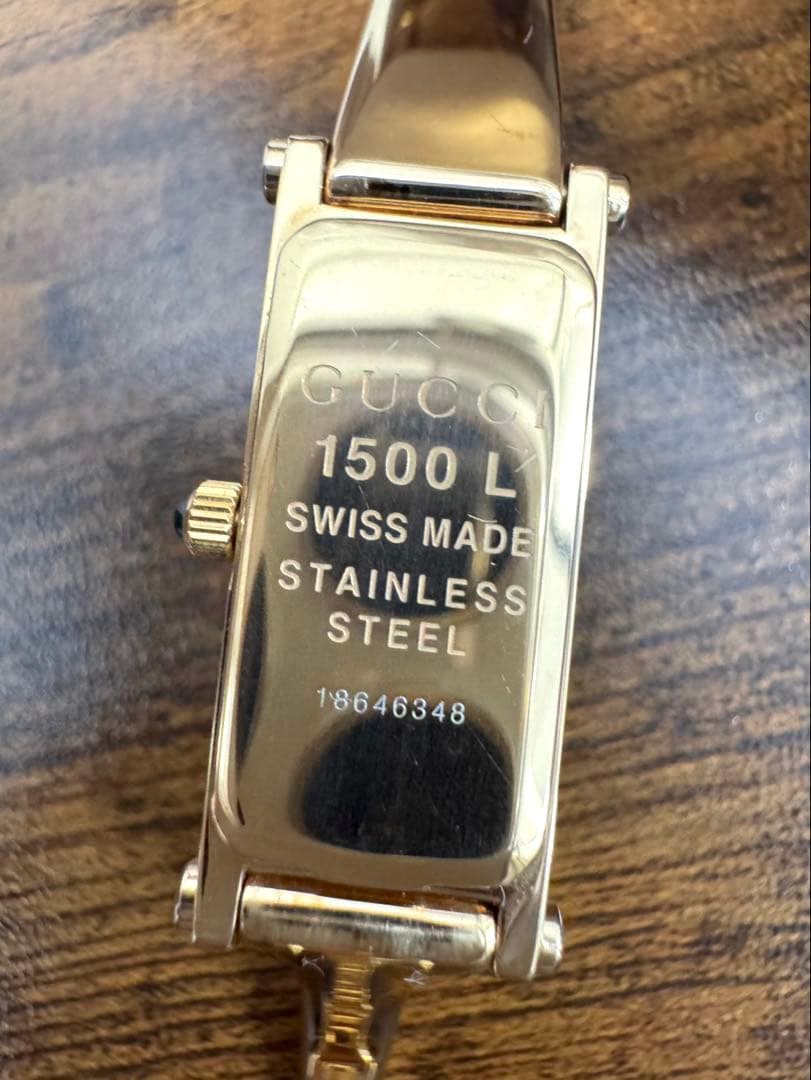 GUCCI
1500 L
SWISS MADE
STAINLESS
STEEL
18646348